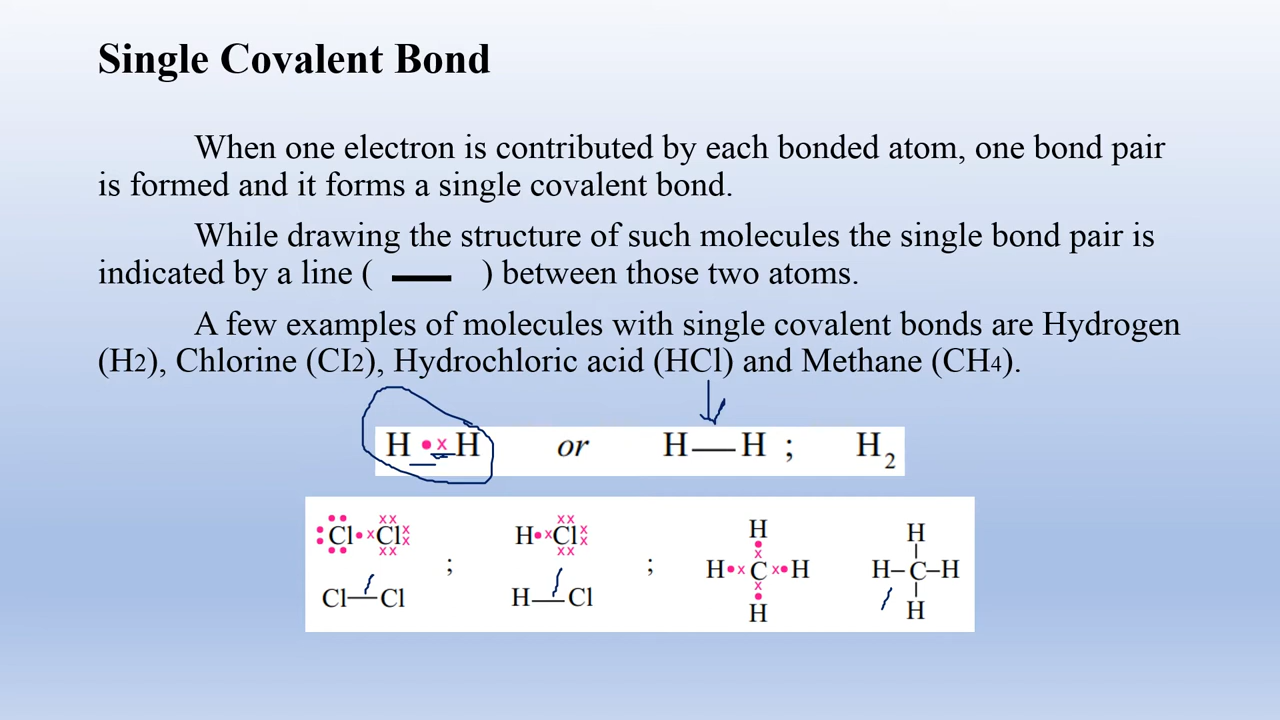 Single Covalent Bond
When one electron is contributed by each bonded atom, one bond pair
is formed and it forms a single covalent bond.
While drawing the structure of such molecules the single bond pair is
indicated by a line ( — ) between those two atoms.
A few examples of molecules with single covalent bonds are Hydrogen
(H2), Chlorine (CI2), Hydrochloric acid (HCl) and Methane (CH4).
H •x H or H—H ; H2
Cl •x Cl ; H •x Cl ; H •x C x• H H–C–H
Cl—Cl H—Cl
H H
H H